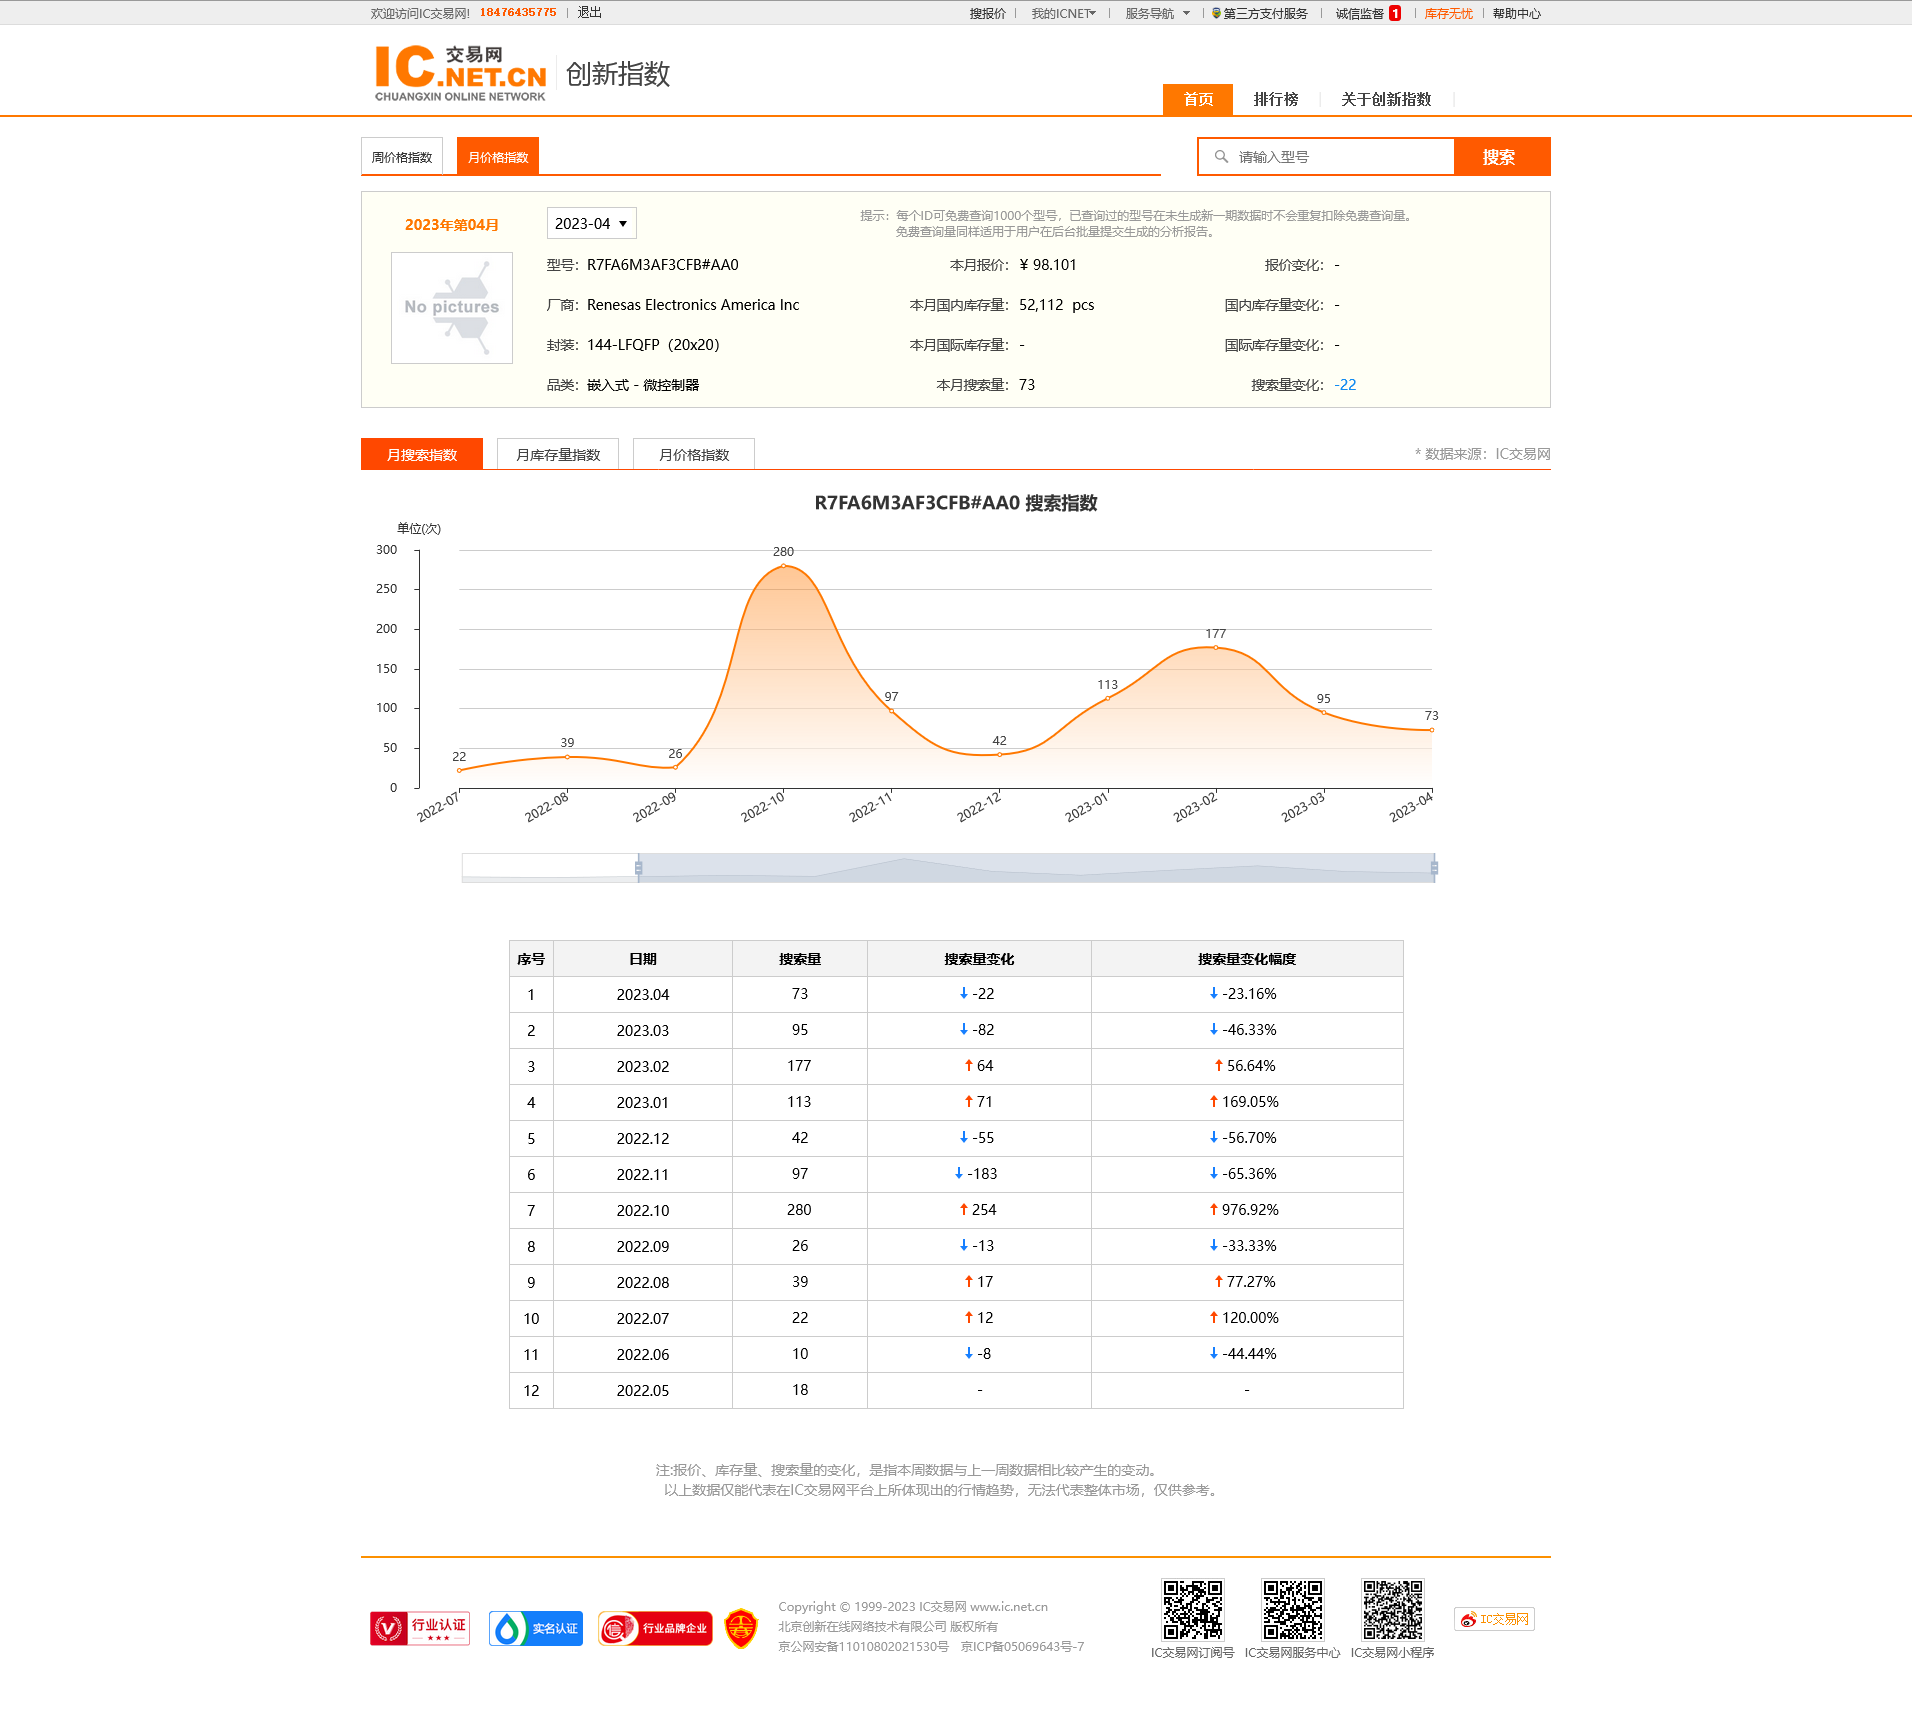 欢迎访问IC交易网! 18476435775 | 退出
搜报价 | 我的ICNET | 服务导航 | 第三方支付服务 | 诚信监督 1 | 库存无忧 | 帮助中心
IC.NET.CN 交易网
CHUANGXIN ONLINE NETWORK
创新指数
首页 排行榜 关于创新指数
周价格指数 月价格指数
请输入型号 搜索
2023年第04月 2023-04
提示：每个ID可免费查询1000个型号，已查询过的型号在未生成新一期数据时不会重复扣除免费查询量。
免费查询量同样适用于用户在后台批量提交生成的分析报告。
No pictures
型号：R7FA6M3AF3CFB#AA0 本月报价：¥ 98.101 报价变化：-
厂商：Renesas Electronics America Inc 本月国内库存量：52,112 pcs 国内库存量变化：-
封装：144-LFQFP（20x20） 本月国际库存量：- 国际库存量变化：-
品类：嵌入式 - 微控制器 本月搜索量：73 搜索量变化：-22
月搜索指数 月库存量指数 月价格指数 * 数据来源：IC交易网
R7FA6M3AF3CFB#AA0 搜索指数
单位(次)
300
250
200
150
100
50
0
22 39 26 280 97 42 113 177 95 73
2022-07 2022-08 2022-09 2022-10 2022-11 2022-12 2023-01 2023-02 2023-03 2023-04
序号 日期 搜索量 搜索量变化 搜索量变化幅度
1 2023.04 73 ↓ -22 ↓ -23.16%
2 2023.03 95 ↓ -82 ↓ -46.33%
3 2023.02 177 ↑ 64 ↑ 56.64%
4 2023.01 113 ↑ 71 ↑ 169.05%
5 2022.12 42 ↓ -55 ↓ -56.70%
6 2022.11 97 ↓ -183 ↓ -65.36%
7 2022.10 280 ↑ 254 ↑ 976.92%
8 2022.09 26 ↓ -13 ↓ -33.33%
9 2022.08 39 ↑ 17 ↑ 77.27%
10 2022.07 22 ↑ 12 ↑ 120.00%
11 2022.06 10 ↓ -8 ↓ -44.44%
12 2022.05 18 - -
注:报价、库存量、搜索量的变化，是指本周数据与上一周数据相比较产生的变动。
以上数据仅能代表在IC交易网平台上所体现出的行情趋势，无法代表整体市场，仅供参考。
行业认证
实名认证
行业品牌企业
Copyright © 1999-2023 IC交易网 www.ic.net.cn
北京创新在线网络技术有限公司 版权所有
京公网安备11010802021530号 京ICP备05069643号-7
IC交易网订阅号 IC交易网服务中心 IC交易网小程序
IC交易网